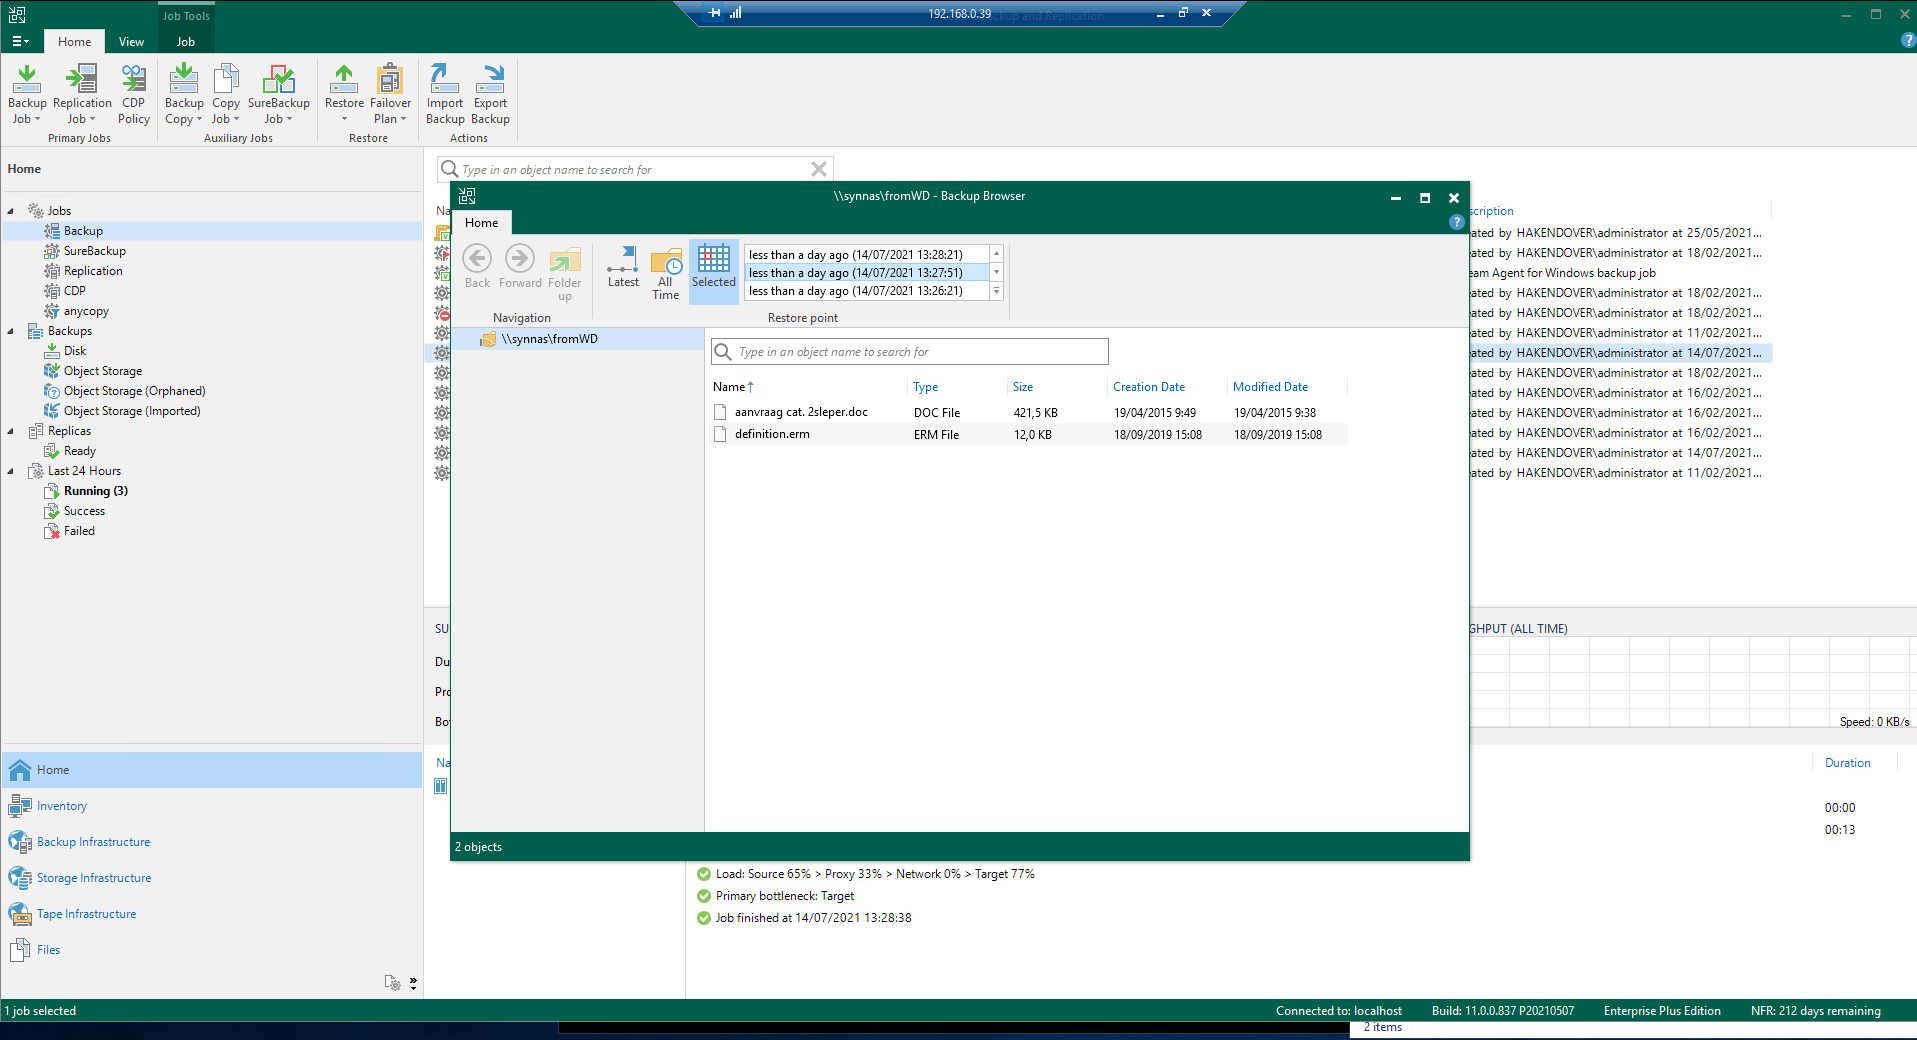 Job Tools
192.168.0.39
Backup and Replication
Home
View
Job
Backup Job
Replication Job
CDP Policy
Backup Copy
Copy Job
SureBackup Job
Restore
Failover Plan
Import Backup
Export Backup
Primary Jobs
Auxiliary Jobs
Restore
Actions
Home
Type in an object name to search for
Jobs
Backup
SureBackup
Replication
CDP
anycopy
Backups
Disk
Object Storage
Object Storage (Orphaned)
Object Storage (Imported)
Replicas
Ready
Last 24 Hours
Running (3)
Success
Failed
Na
\\synnas\fromWD - Backup Browser
Home
Back
Forward
Folder up
Latest
All Time
Selected
less than a day ago (14/07/2021 13:28:21)
less than a day ago (14/07/2021 13:27:51)
less than a day ago (14/07/2021 13:26:21)
Navigation
Restore point
\\synnas\fromWD
Type in an object name to search for
Name Type Size Creation Date Modified Date
aanvraag cat. 2sleper.doc DOC File 421,5 KB 19/04/2015 9:49 19/04/2015 9:38
definition.erm ERM File 12,0 KB 18/09/2019 15:08 18/09/2019 15:08
2 objects
scription
eated by HAKENDOVER\administrator at 25/05/2021...
eated by HAKENDOVER\administrator at 18/02/2021...
eam Agent for Windows backup job
eated by HAKENDOVER\administrator at 18/02/2021...
eated by HAKENDOVER\administrator at 18/02/2021...
eated by HAKENDOVER\administrator at 11/02/2021...
eated by HAKENDOVER\administrator at 14/07/2021...
eated by HAKENDOVER\administrator at 18/02/2021...
eated by HAKENDOVER\administrator at 16/02/2021...
eated by HAKENDOVER\administrator at 16/02/2021...
eated by HAKENDOVER\administrator at 16/02/2021...
eated by HAKENDOVER\administrator at 14/07/2021...
eated by HAKENDOVER\administrator at 11/02/2021...
SU
Du
Pro
Bo
GHPUT (ALL TIME)
Speed: 0 KB/s
Na
Duration
00:00
00:13
Load: Source 65% > Proxy 33% > Network 0% > Target 77%
Primary bottleneck: Target
Job finished at 14/07/2021 13:28:38
Home
Inventory
Backup Infrastructure
Storage Infrastructure
Tape Infrastructure
Files
1 job selected
Connected to: localhost
Build: 11.0.0.837 P20210507
Enterprise Plus Edition
NFR: 212 days remaining
2 items